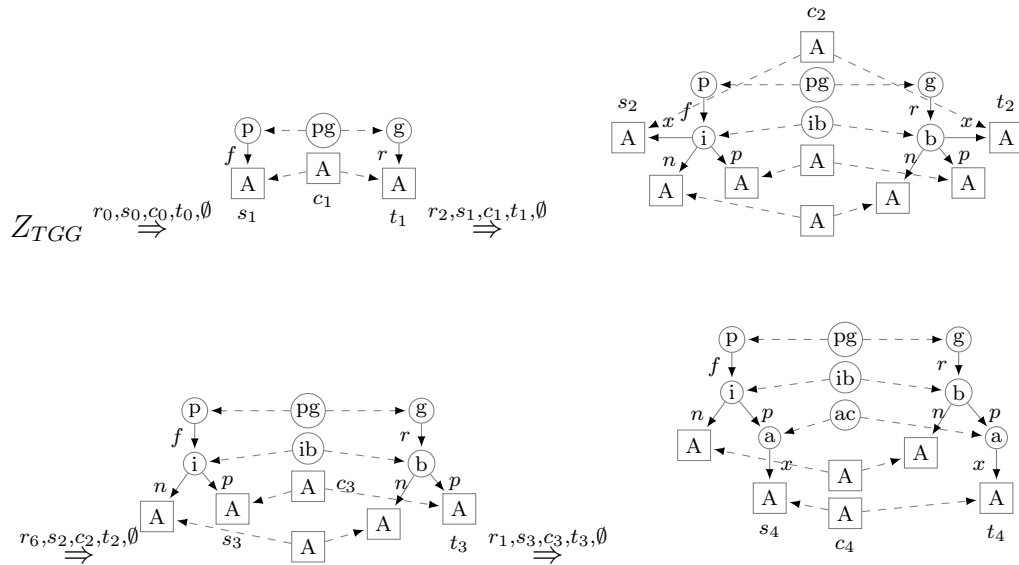 c₂
A
p pg g
s₂ f r t₂
A x i ib b x A
n p A n p
A A A A
A
p pg g
f A r
A A
s₁ c₁ t₁
Z_TGG r₀,s₀,c₀,t₀,∅ ⇒ r₂,s₁,c₁,t₁,∅ ⇒
p pg g
f r
i ib b
n p ac n p
A a A a
x A x
A A A
s₄ c₄ t₄
p pg g
f r
i ib b
n p A c₃ n p
A A A A
s₃ A t₃
r₆,s₂,c₂,t₂,∅ ⇒ r₁,s₃,c₃,t₃,∅ ⇒